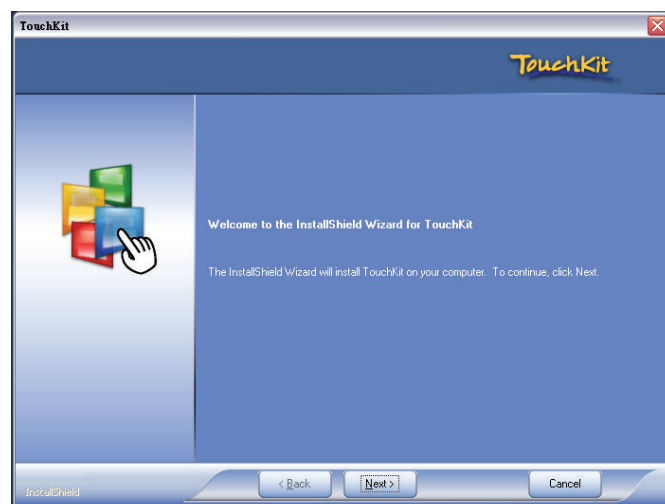 TouchKit
TouchKit
Welcome to the InstallShield Wizard for TouchKit
The InstallShield Wizard will install TouchKit on your computer. To continue, click Next.
InstallShield
< Back
Next >
Cancel